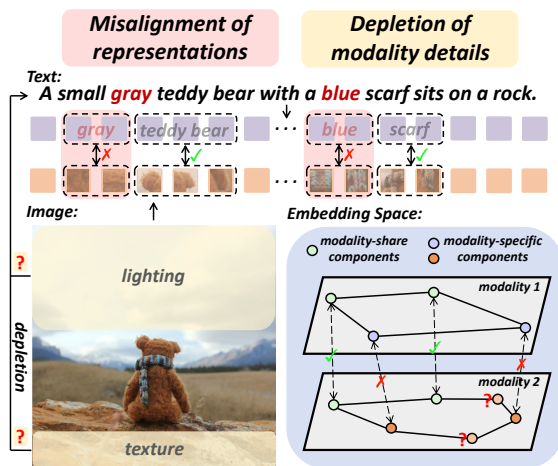 Misalignment of
representations
Depletion of
modality details
Text:
A small gray teddy bear with a blue scarf sits on a rock.
gray teddy bear ... blue scarf
✗ ✓ ✗ ✓
Image:
Embedding Space:
modality-share
components
modality-specific
components
?
lighting
depletion
modality 1
✓ ✗ ✓ ✗
modality 2
?
?
?
texture